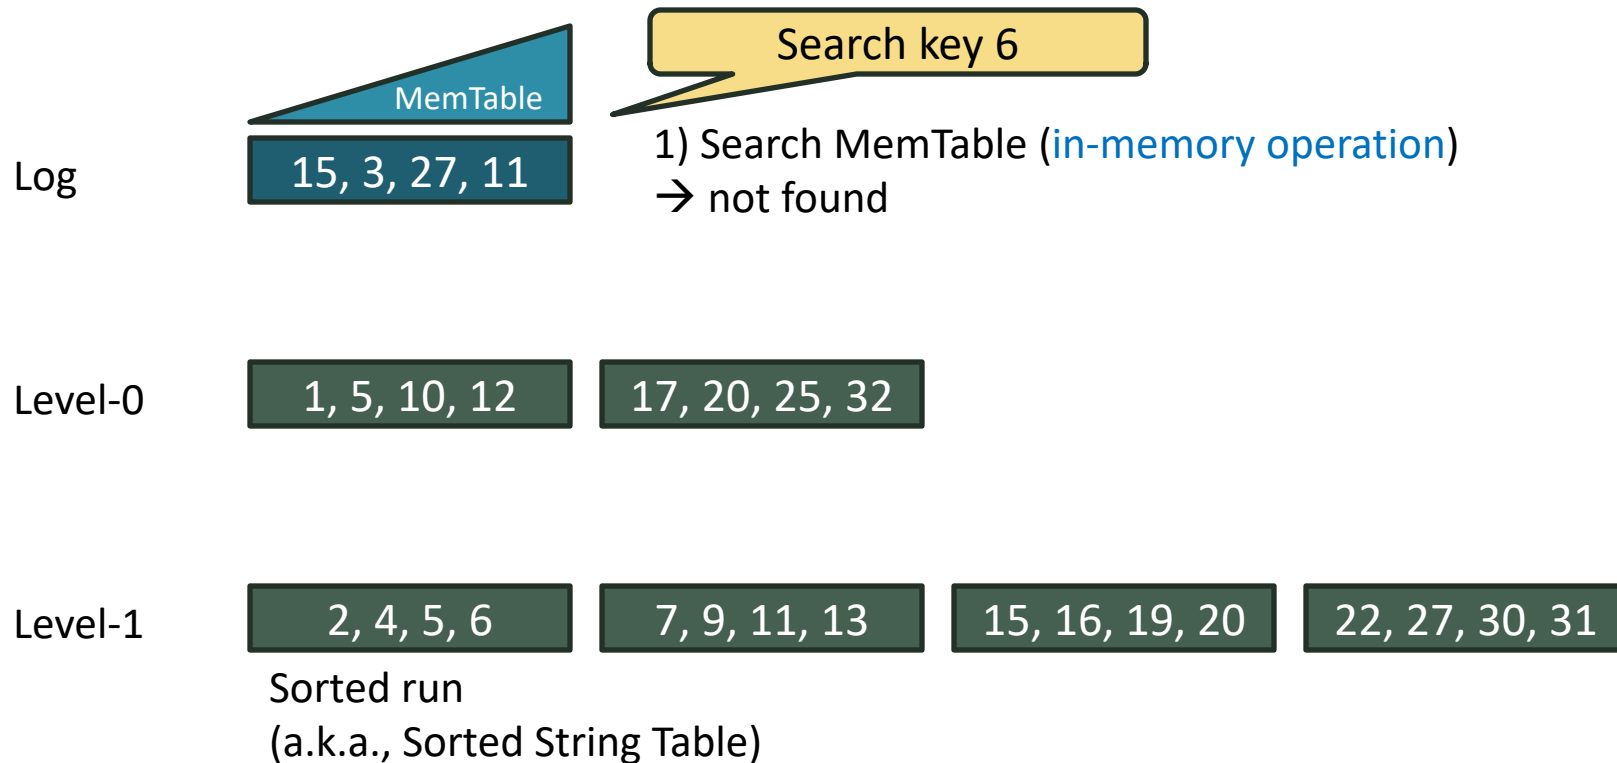 Search key 6
MemTable
1) Search MemTable (in-memory operation)
→ not found
Log
15, 3, 27, 11
Level-0
1, 5, 10, 12
17, 20, 25, 32
Level-1
2, 4, 5, 6
7, 9, 11, 13
15, 16, 19, 20
22, 27, 30, 31
Sorted run
(a.k.a., Sorted String Table)